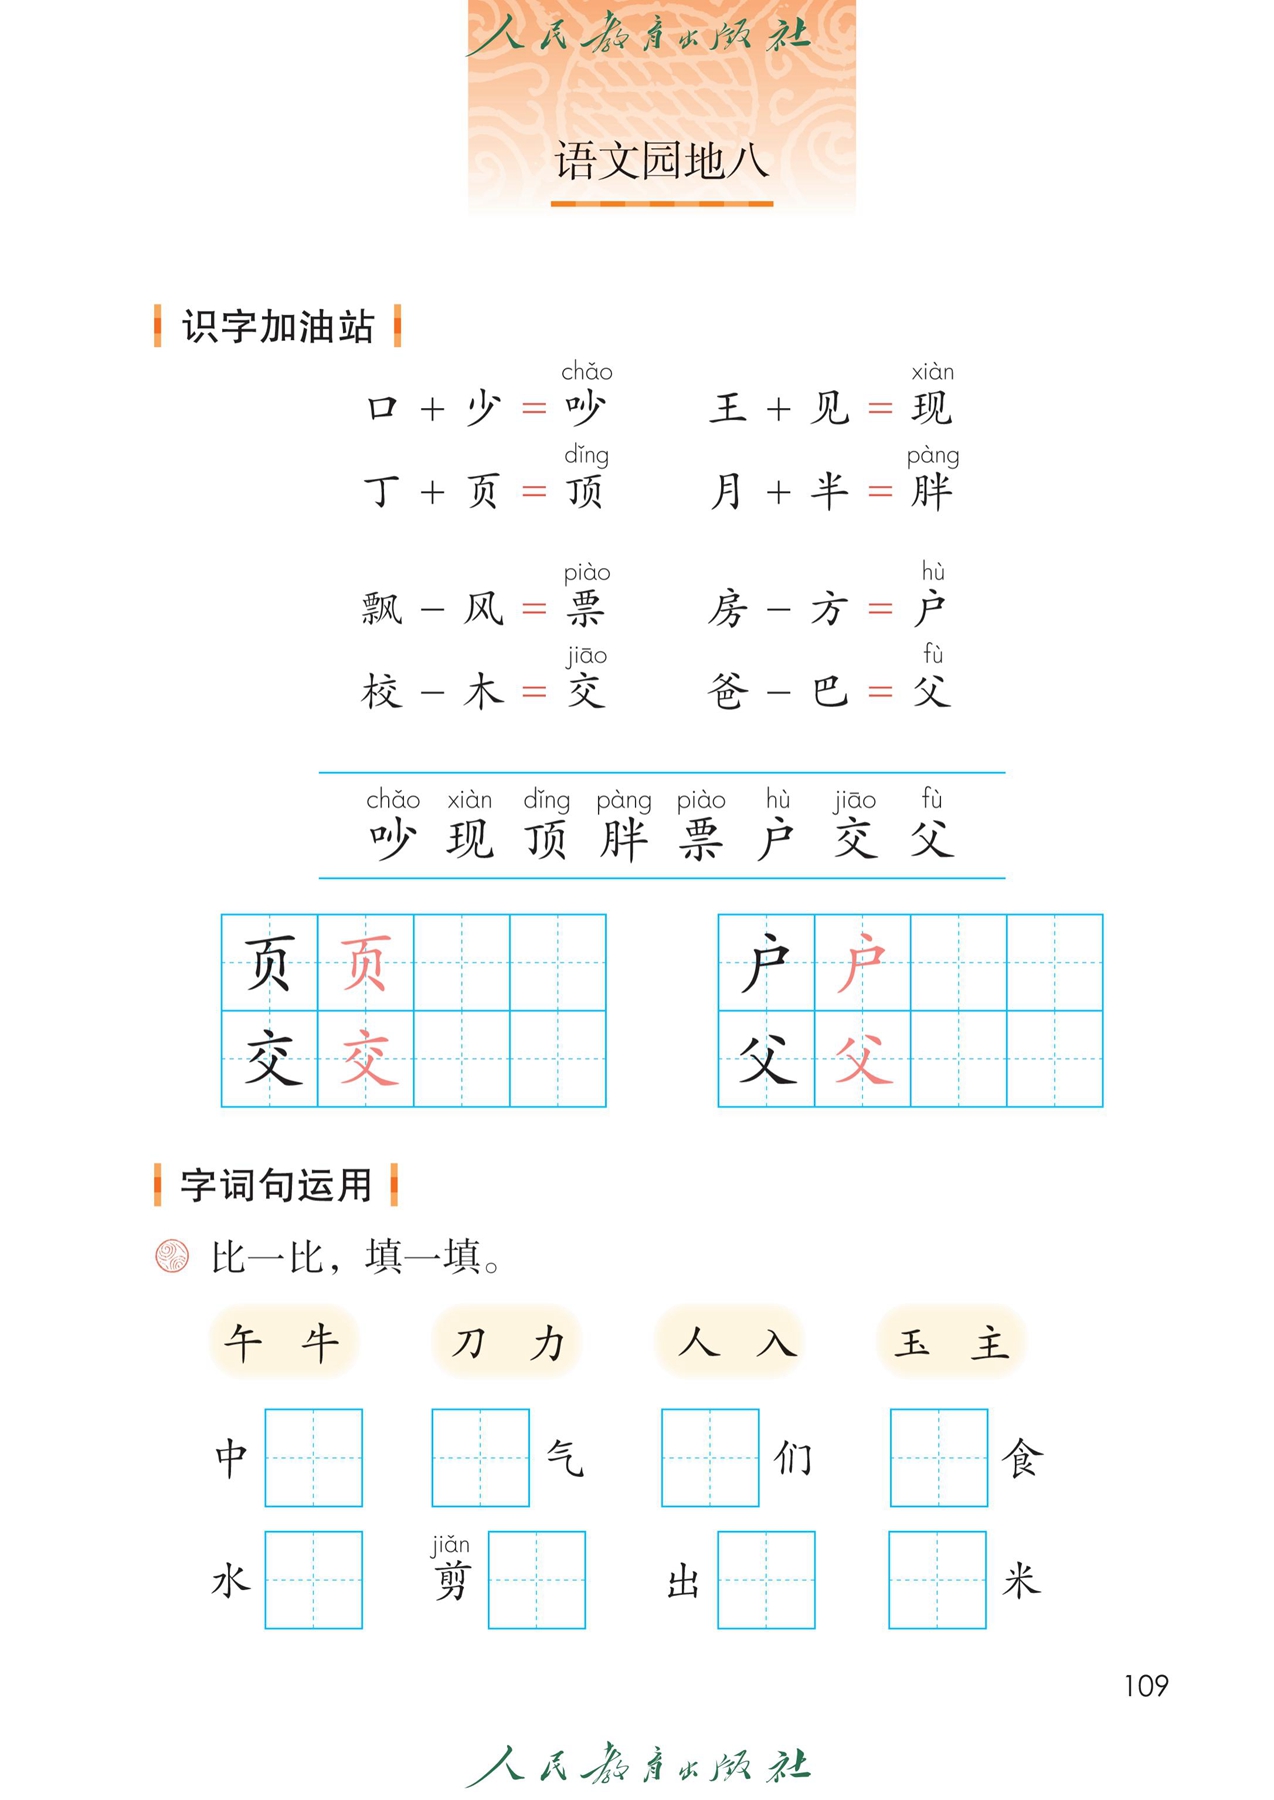 人民教育出版社
语文园地八
识字加油站
chǎo xiàn
口 + 少 = 吵 王 + 见 = 现
dǐng pàng
丁 + 页 = 顶 月 + 半 = 胖
piào hù
飘 - 风 = 票 房 - 方 = 户
jiāo fù
校 - 木 = 交 爸 - 巴 = 父
chǎo xiàn dǐng pàng piào hù jiāo fù
吵 现 顶 胖 票 户 交 父
页 页 户 户
交 交 父 父
字词句运用
比一比，填一填。
午 牛 刀 力 人 入 玉 主
中 气 们 食
jiǎn
水 剪 出 米
109
人民教育出版社